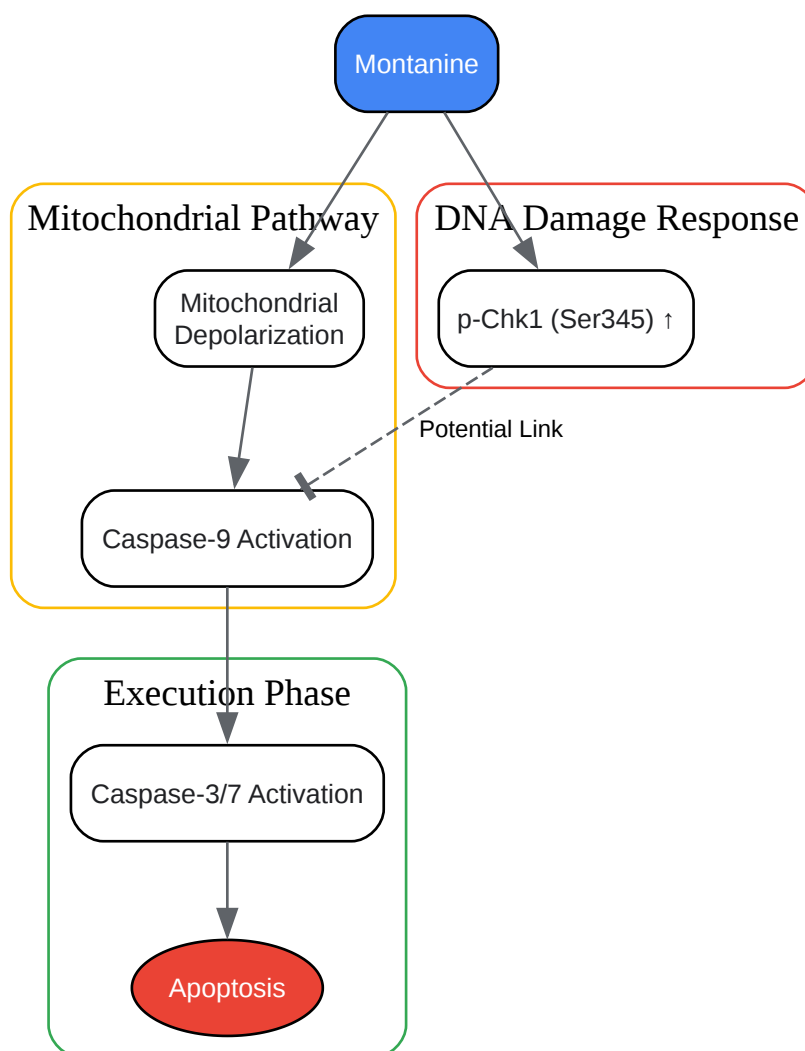 Montanine
Mitochondrial Pathway
DNA Damage Response
Mitochondrial
Depolarization
p-Chk1 (Ser345) ↑
Potential Link
Caspase-9 Activation
Execution Phase
Caspase-3/7 Activation
Apoptosis